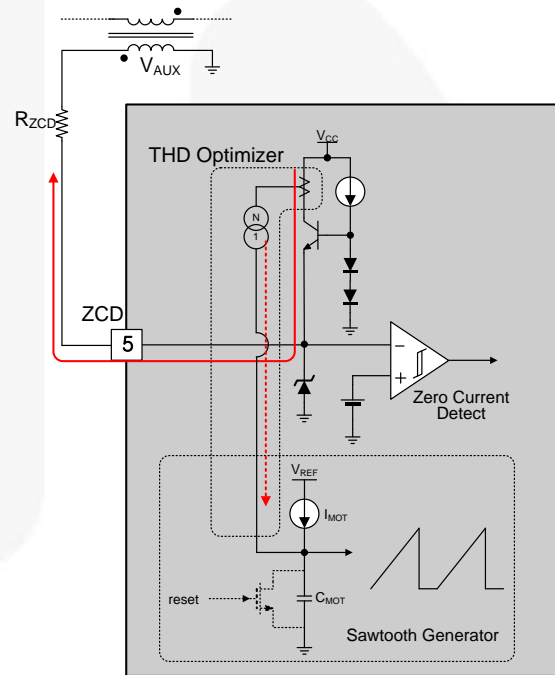 VAUX
RZCD
THD Optimizer
VCC
N
1
ZCD
5
−
+
Zero Current
Detect
VREF
IMOT
reset
CMOT
Sawtooth Generator